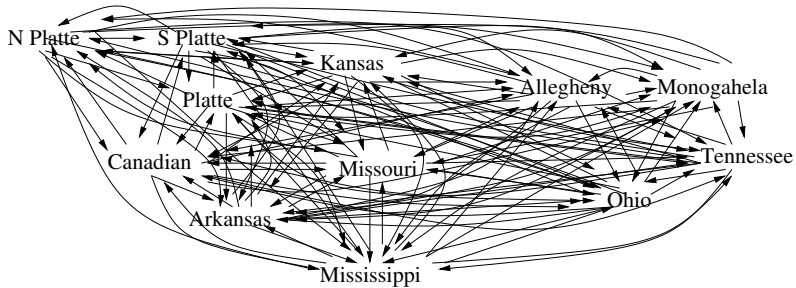 N Platte
S Platte
Kansas
Allegheny
Monogahela
Platte
Canadian
Missouri
Tennessee
Arkansas
Ohio
Mississippi